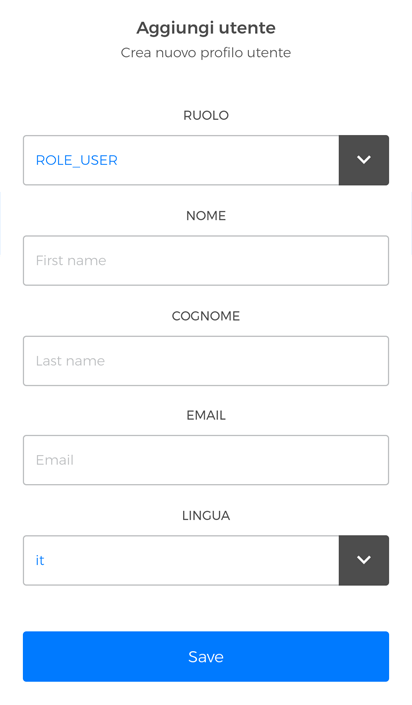 Aggiungi utente
Crea nuovo profilo utente
RUOLO
ROLE_USER
NOME
First name
COGNOME
Last name
EMAIL
Email
LINGUA
it
Save